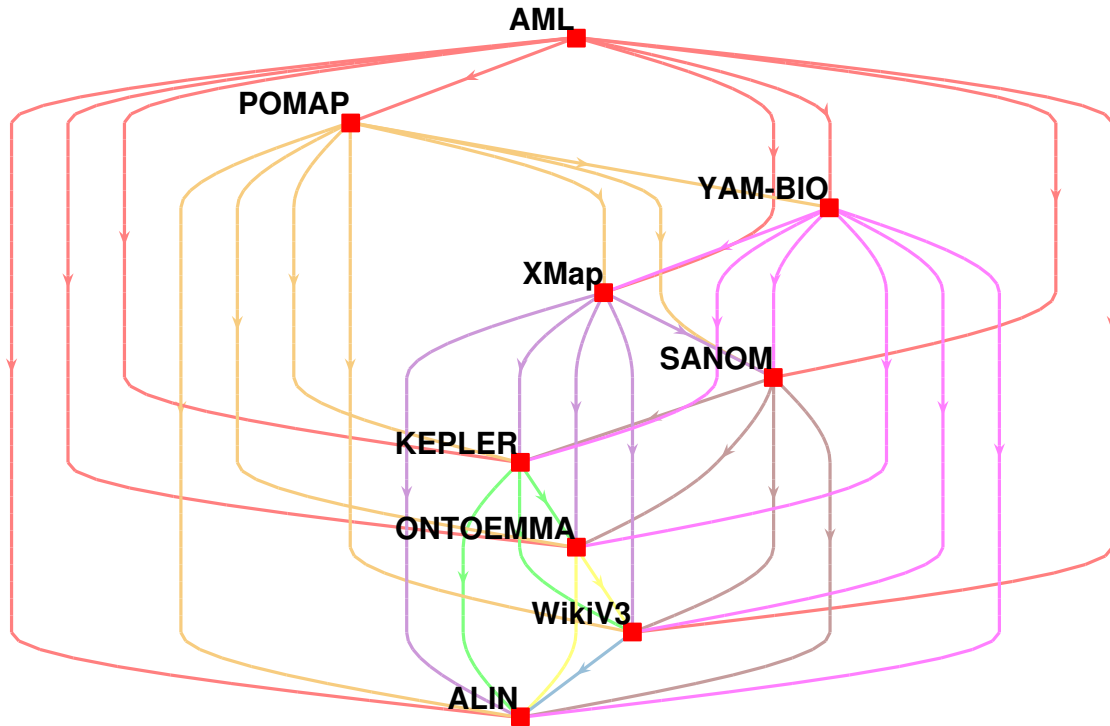 AML
POMAP
YAM-BIO
XMap
SANOM
KEPLER
ONTOEMMA
WikiV3
ALIN